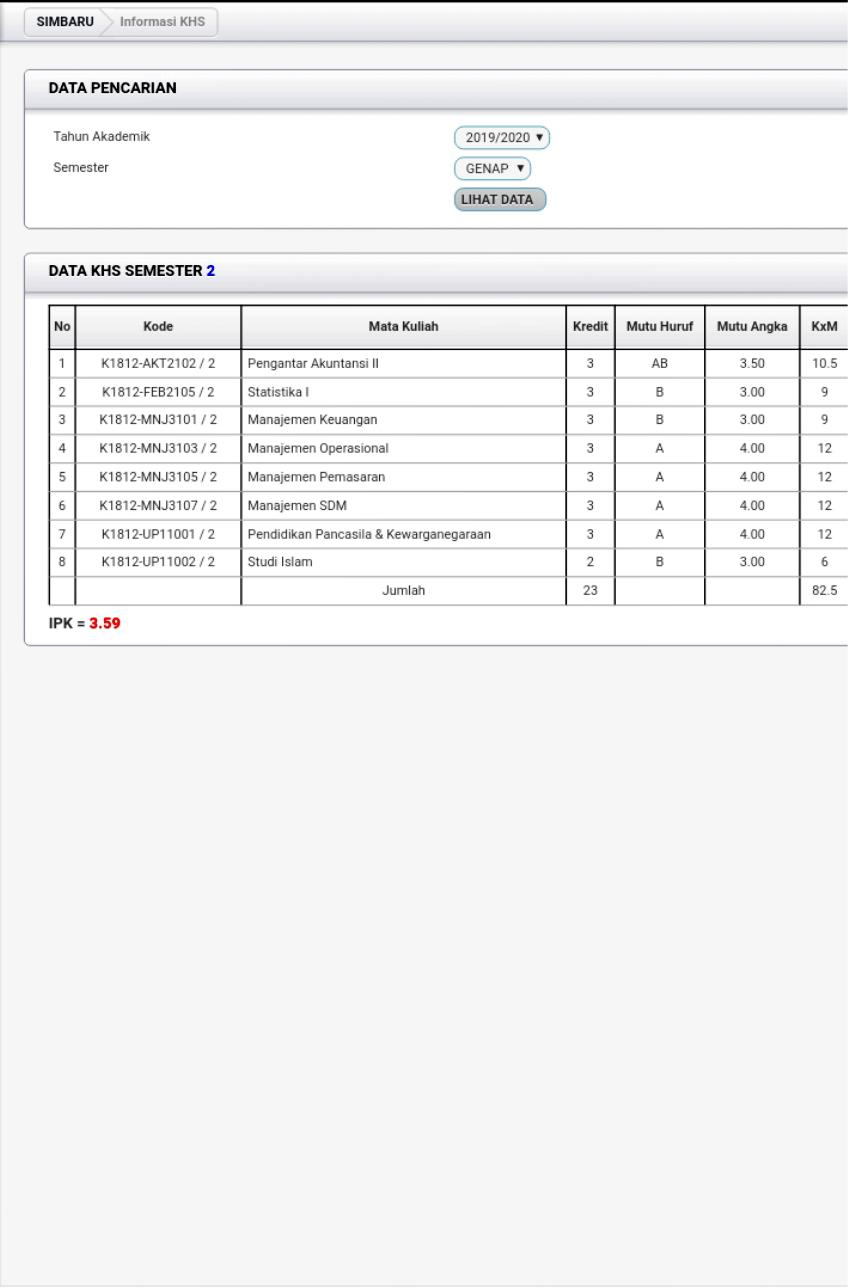 SIMBARU Informasi KHS
DATA PENCARIAN
Tahun Akademik 2019/2020 ▼
Semester GENAP ▼
LIHAT DATA
DATA KHS SEMESTER 2
No Kode Mata Kuliah Kredit Mutu Huruf Mutu Angka KxM
1 K1812-AKT2102 / 2 Pengantar Akuntansi II 3 AB 3.50 10.5
2 K1812-FEB2105 / 2 Statistika I 3 B 3.00 9
3 K1812-MNJ3101 / 2 Manajemen Keuangan 3 B 3.00 9
4 K1812-MNJ3103 / 2 Manajemen Operasional 3 A 4.00 12
5 K1812-MNJ3105 / 2 Manajemen Pemasaran 3 A 4.00 12
6 K1812-MNJ3107 / 2 Manajemen SDM 3 A 4.00 12
7 K1812-UP11001 / 2 Pendidikan Pancasila & Kewarganegaraan 3 A 4.00 12
8 K1812-UP11002 / 2 Studi Islam 2 B 3.00 6
Jumlah 23 82.5
IPK = 3.59